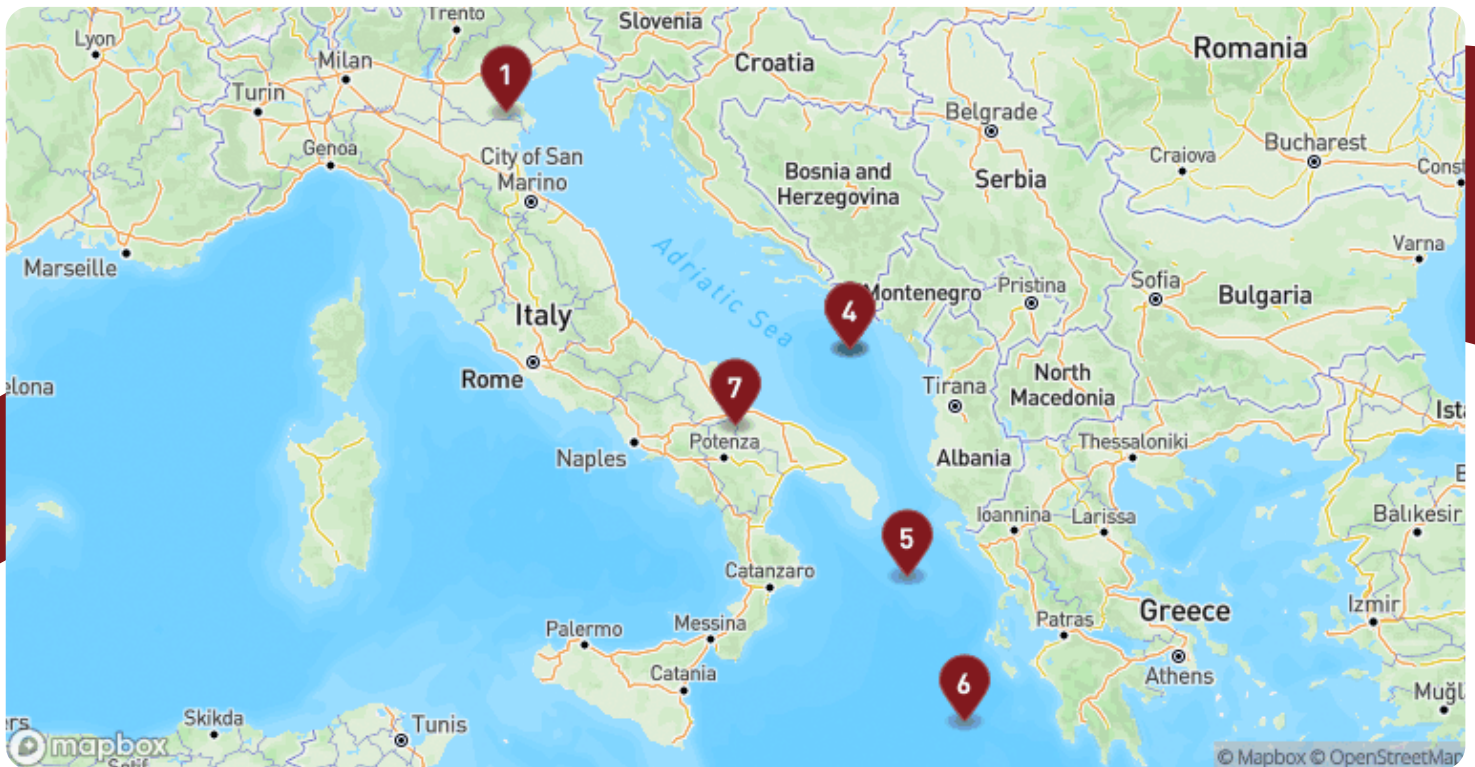 Trento
Slovenia
Lyon
Milan
1
Croatia
Romania
Turin
Belgrade
Genoa
City of San
Marino
Bosnia and
Herzegovina
Serbia
Craiova
Bucharest
Const
Marseille
Adriatic Sea
Varna
Italy
4
Montenegro
Pristina
Sofia
Bulgaria
Rome
elona
7
Tirana
North
Macedonia
Ista
Naples
Potenza
Albania
Thessaloniki
5
Ioannina
Larissa
Balıkesir
Catanzaro
Greece
Izmir
Palermo
Messina
Patras
Catania
6
Athens
Muğl
Skikda
Tunis
ers
mapbox
Setif
© Mapbox © OpenStreetMap